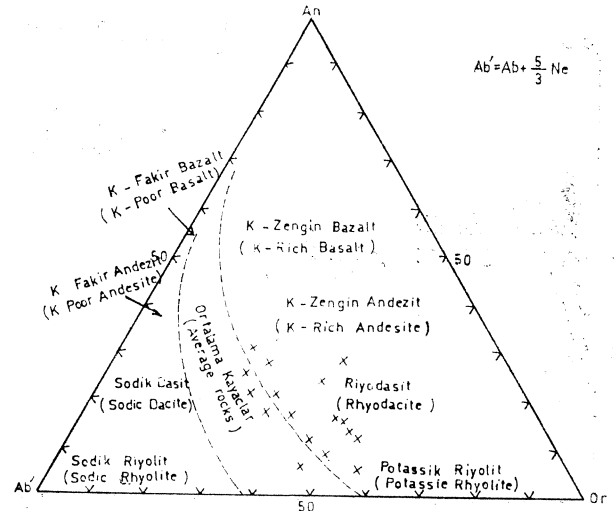 An
Ab'=Ab+ 5/3 Ne
K - Fakir Bazalt
( K - Poor Basalt )
50
K Fakir Andezit
( K Poor Andesite)
K - Zengin Bazalt
( K - Rich Basalt )
50
K - Zengin Andezit
( K - Rich Andesite)
Ortalama Kayaclar
(Average rocks)
Sodik Dasit
(Sodic Dacite)
Riyodasit
(Rhyodacite)
Sodik Riyolit
(Sodic Rhyolite)
Potassik Riyolit
(Potassic Rhyolite)
Ab'
50
Or